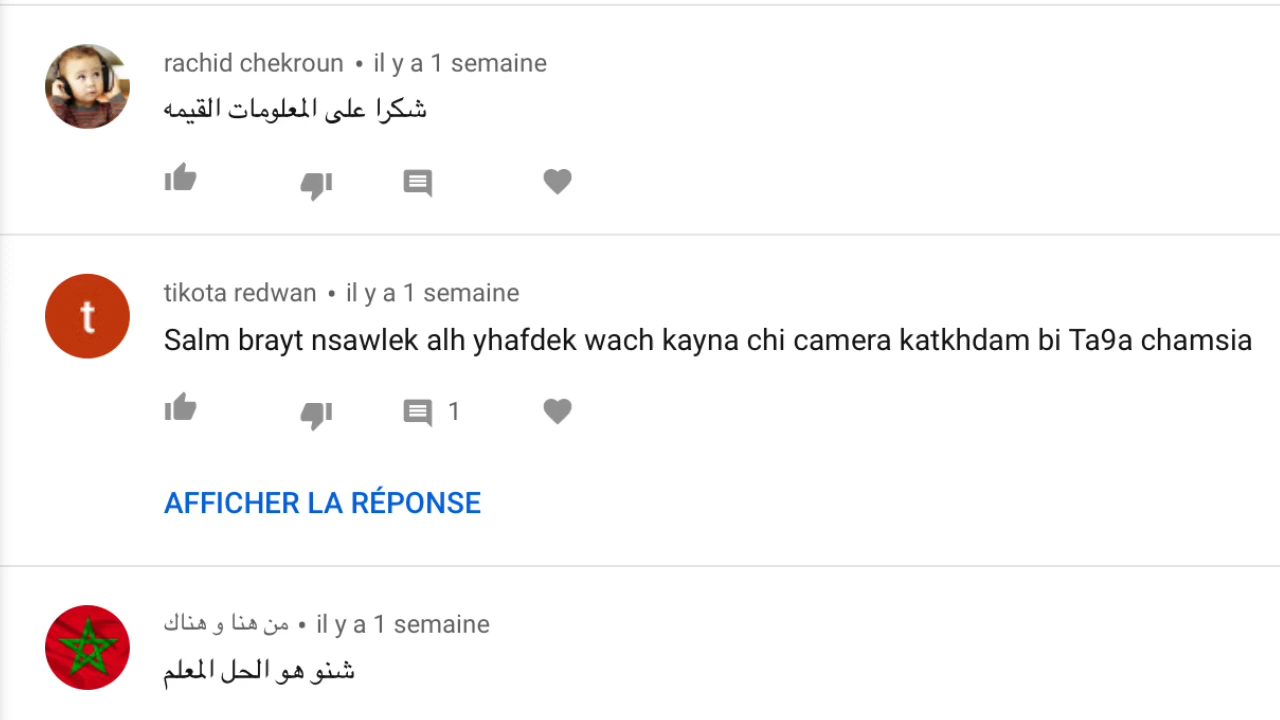 rachid chekroun • il y a 1 semaine
شكرا على المعلومات القيمه
t
tikota redwan • il y a 1 semaine
Salm brayt nsawlek alh yhafdek wach kayna chi camera katkhdam bi Ta9a chamsia
1
AFFICHER LA RÉPONSE
من هنا و هناك • il y a 1 semaine
شنو هو الحل المعلم